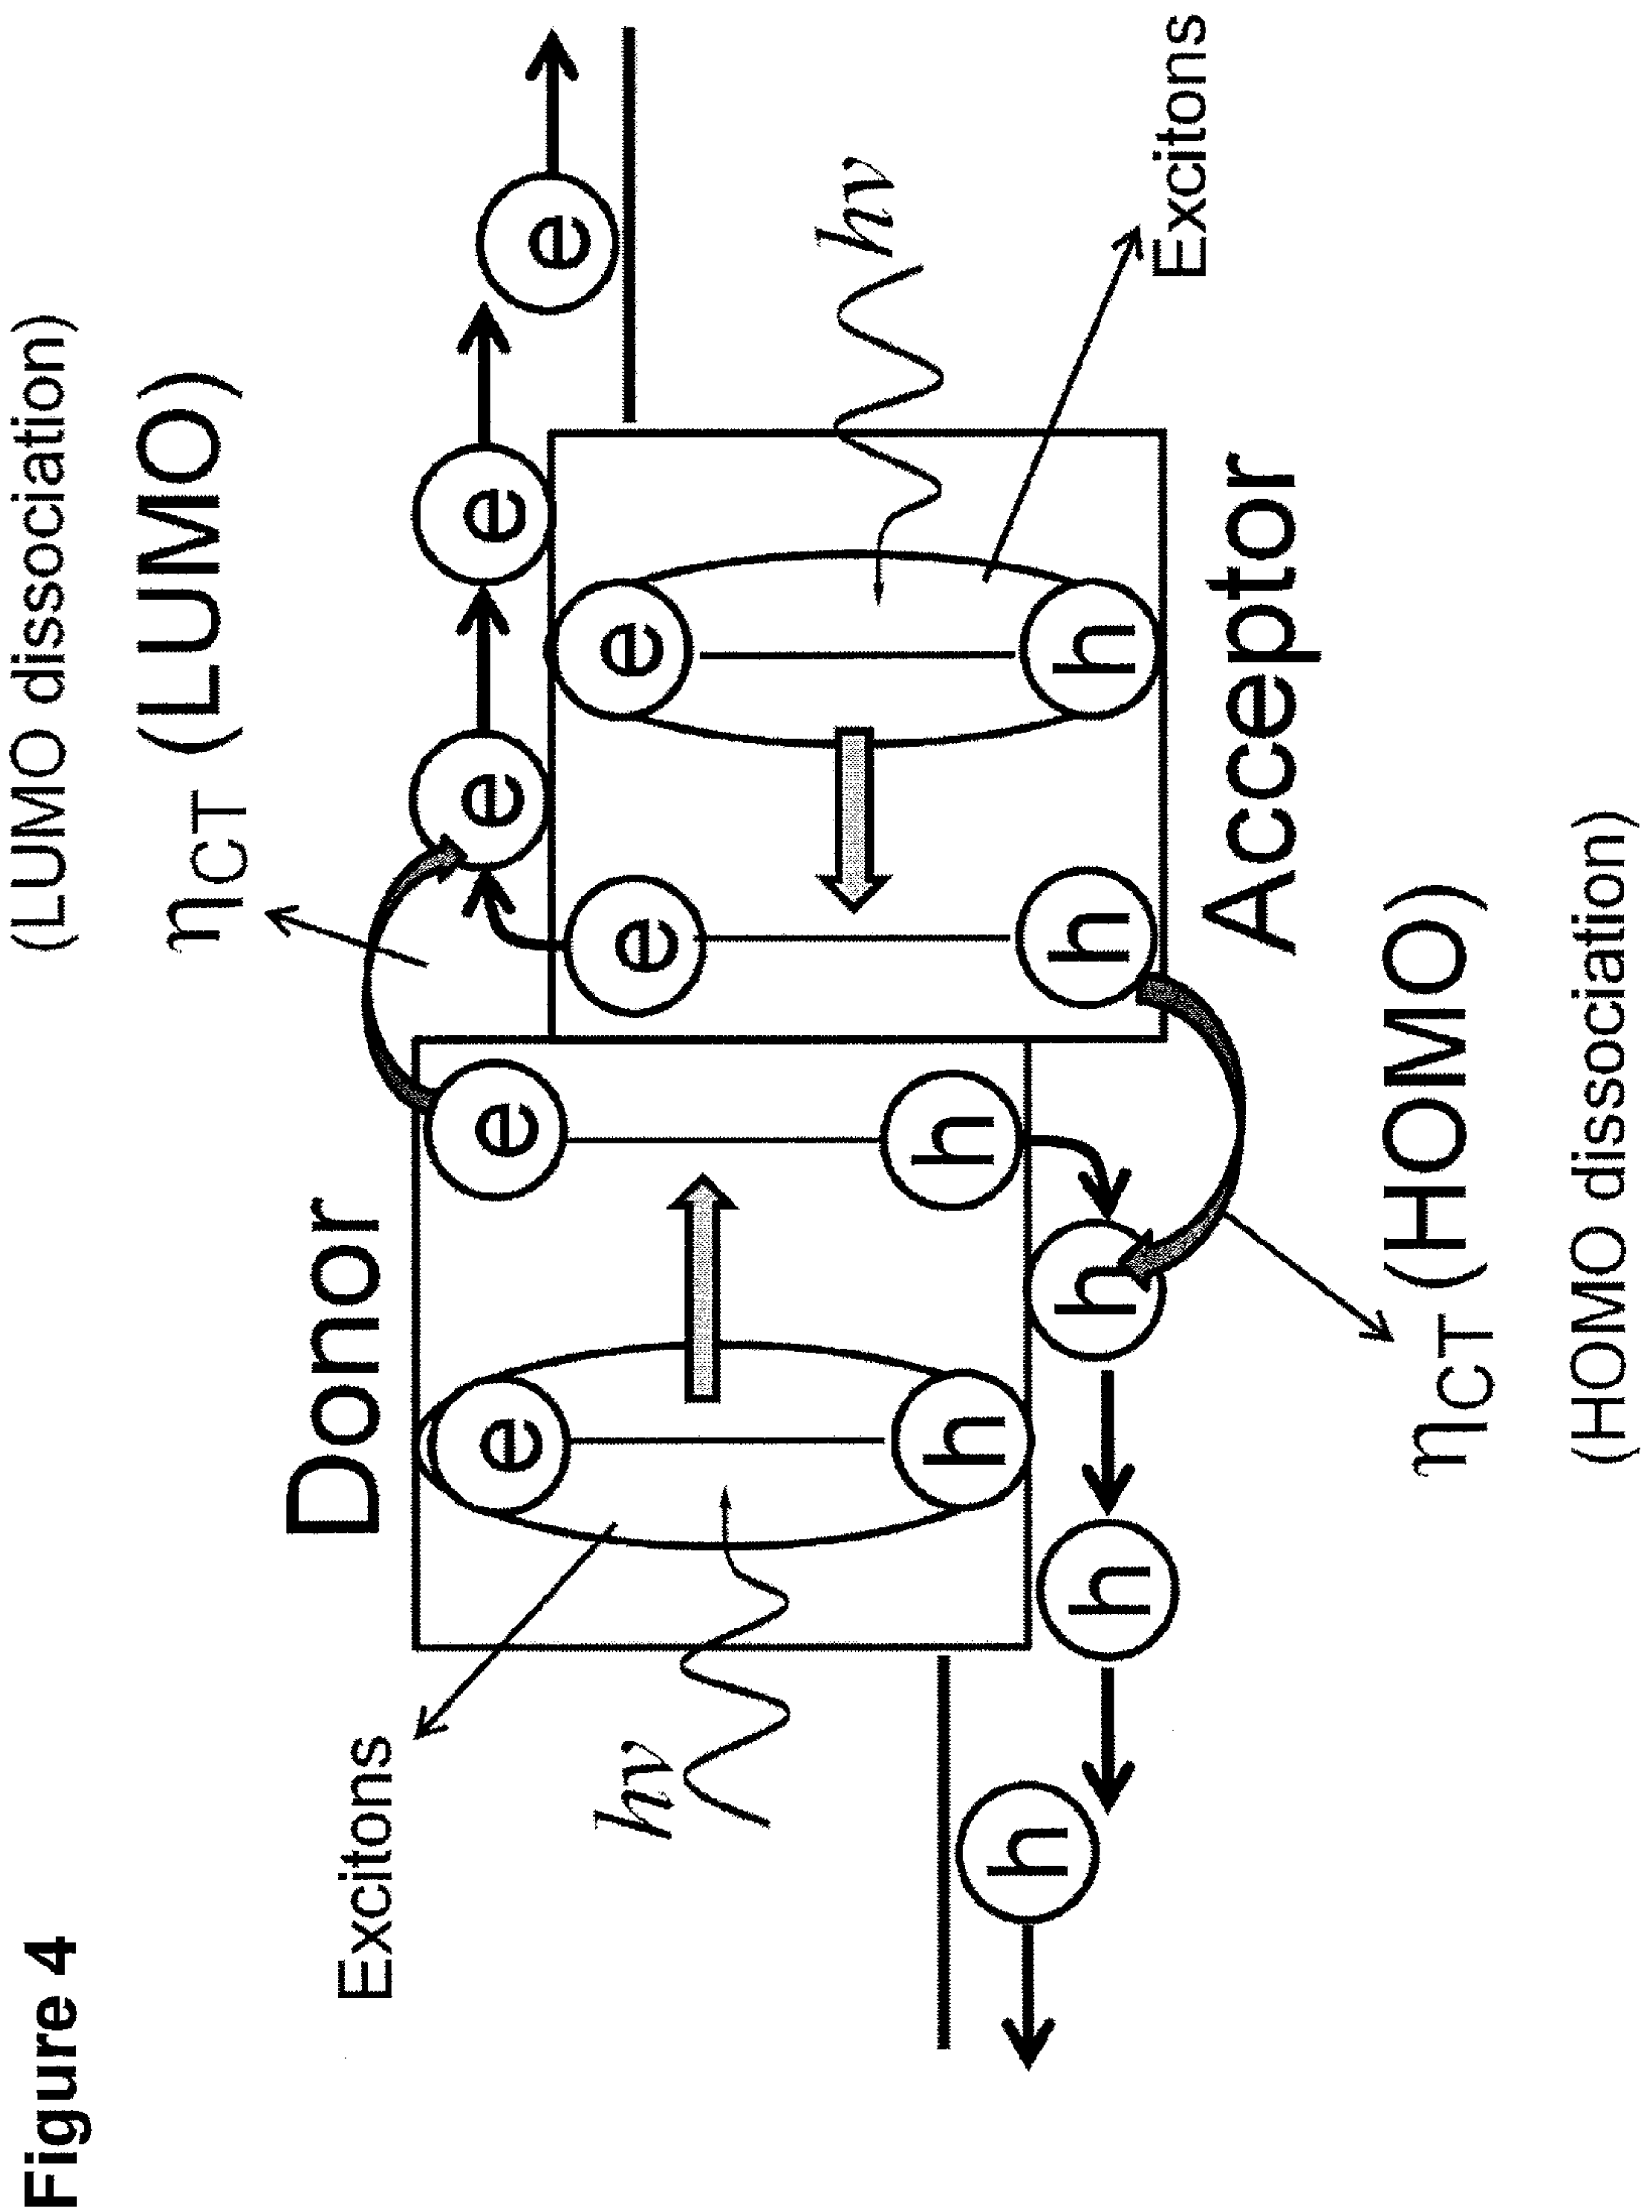 Figure 4
(LUMO dissociation)
ηCT (LUMO)
Donor
Excitons
e e e e e
e e
hν
hν
h h
h h h h h
Excitons
Acceptor
ηCT (HOMO)
(HOMO dissociation)